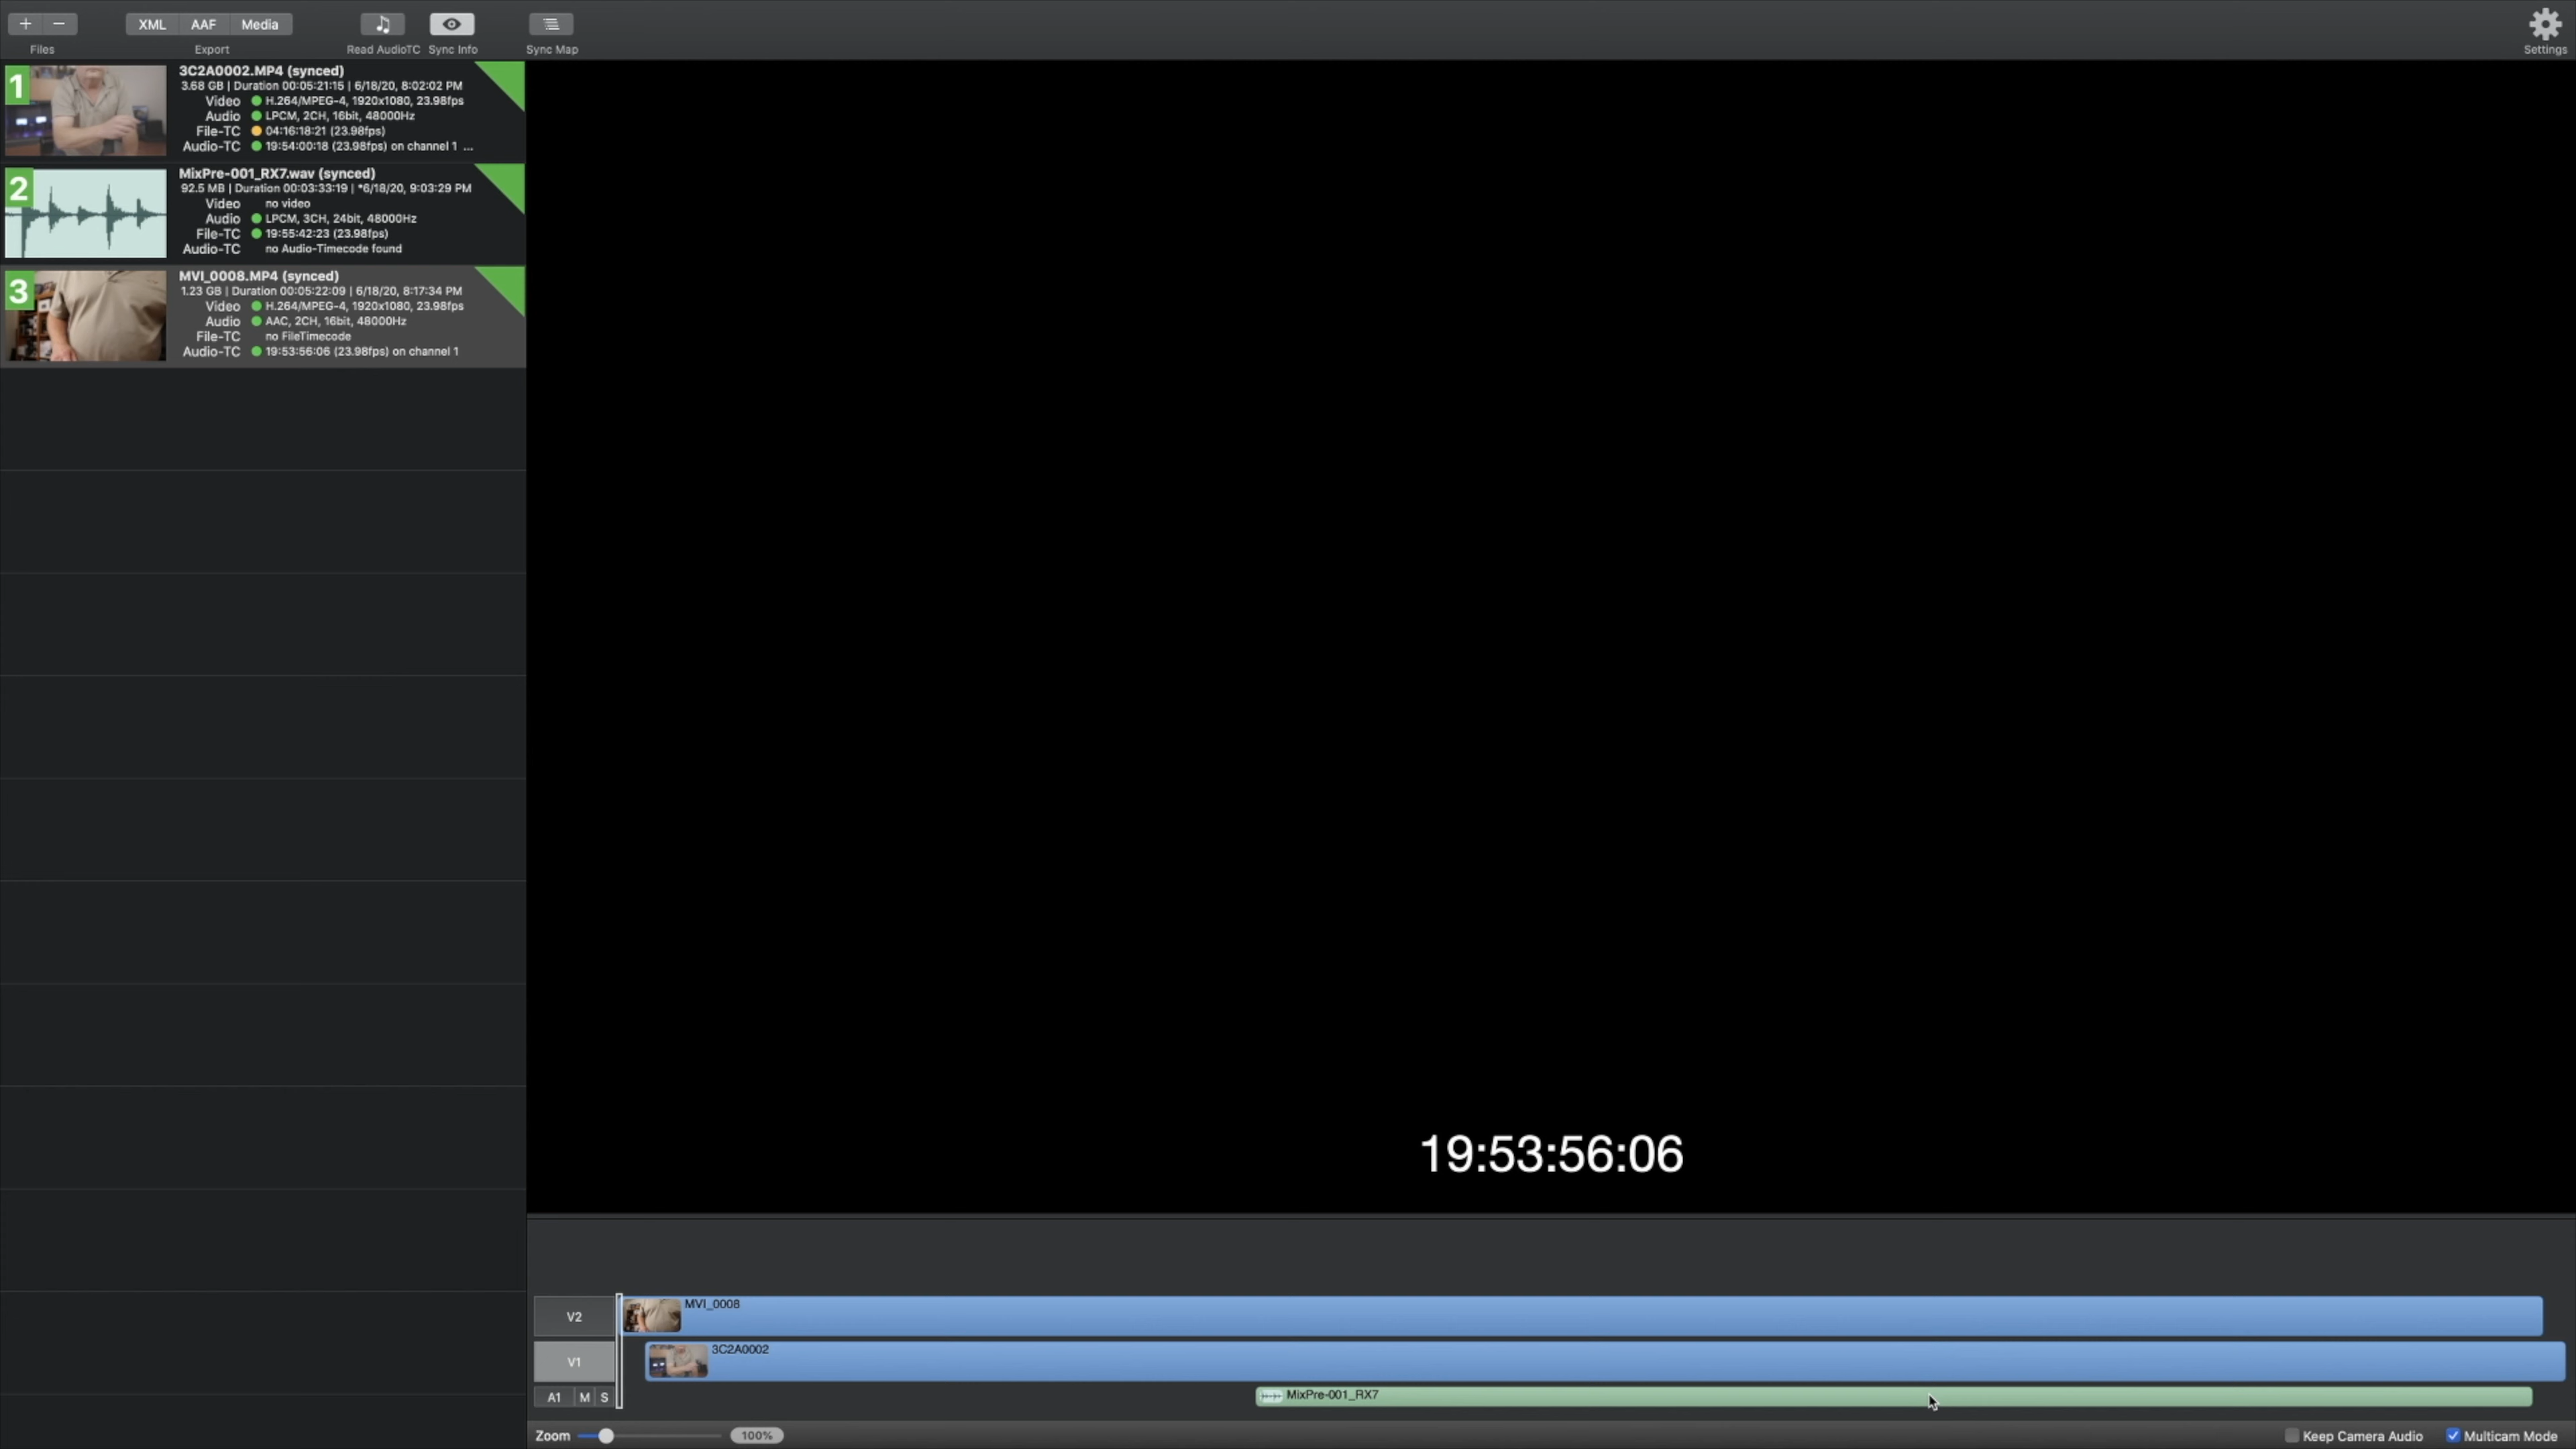 + −
Files
XML AAF Media
Export
Read AudioTC
Sync Info
Sync Map
Settings
1
3C2A0002.MP4 (synced)
3.68 GB | Duration 00:05:21:15 | 6/18/20, 8:02:02 PM
Video H.264/MPEG-4, 1920x1080, 23.98fps
Audio LPCM, 2CH, 16bit, 48000Hz
File-TC 04:16:18:21 (23.98fps)
Audio-TC 19:54:00:18 (23.98fps) on channel 1 ...
2
MixPre-001_RX7.wav (synced)
92.5 MB | Duration 00:03:33:19 | *6/18/20, 9:03:29 PM
Video no video
Audio LPCM, 3CH, 24bit, 48000Hz
File-TC 19:55:42:23 (23.98fps)
Audio-TC no Audio-Timecode found
3
MVI_0008.MP4 (synced)
1.23 GB | Duration 00:05:22:09 | 6/18/20, 8:17:34 PM
Video H.264/MPEG-4, 1920x1080, 23.98fps
Audio AAC, 2CH, 16bit, 48000Hz
File-TC no FileTimecode
Audio-TC 19:53:56:06 (23.98fps) on channel 1
19:53:56:06
V2 MVI_0008
V1 3C2A0002
A1 M S MixPre-001_RX7
Zoom 100% Keep Camera Audio Multicam Mode